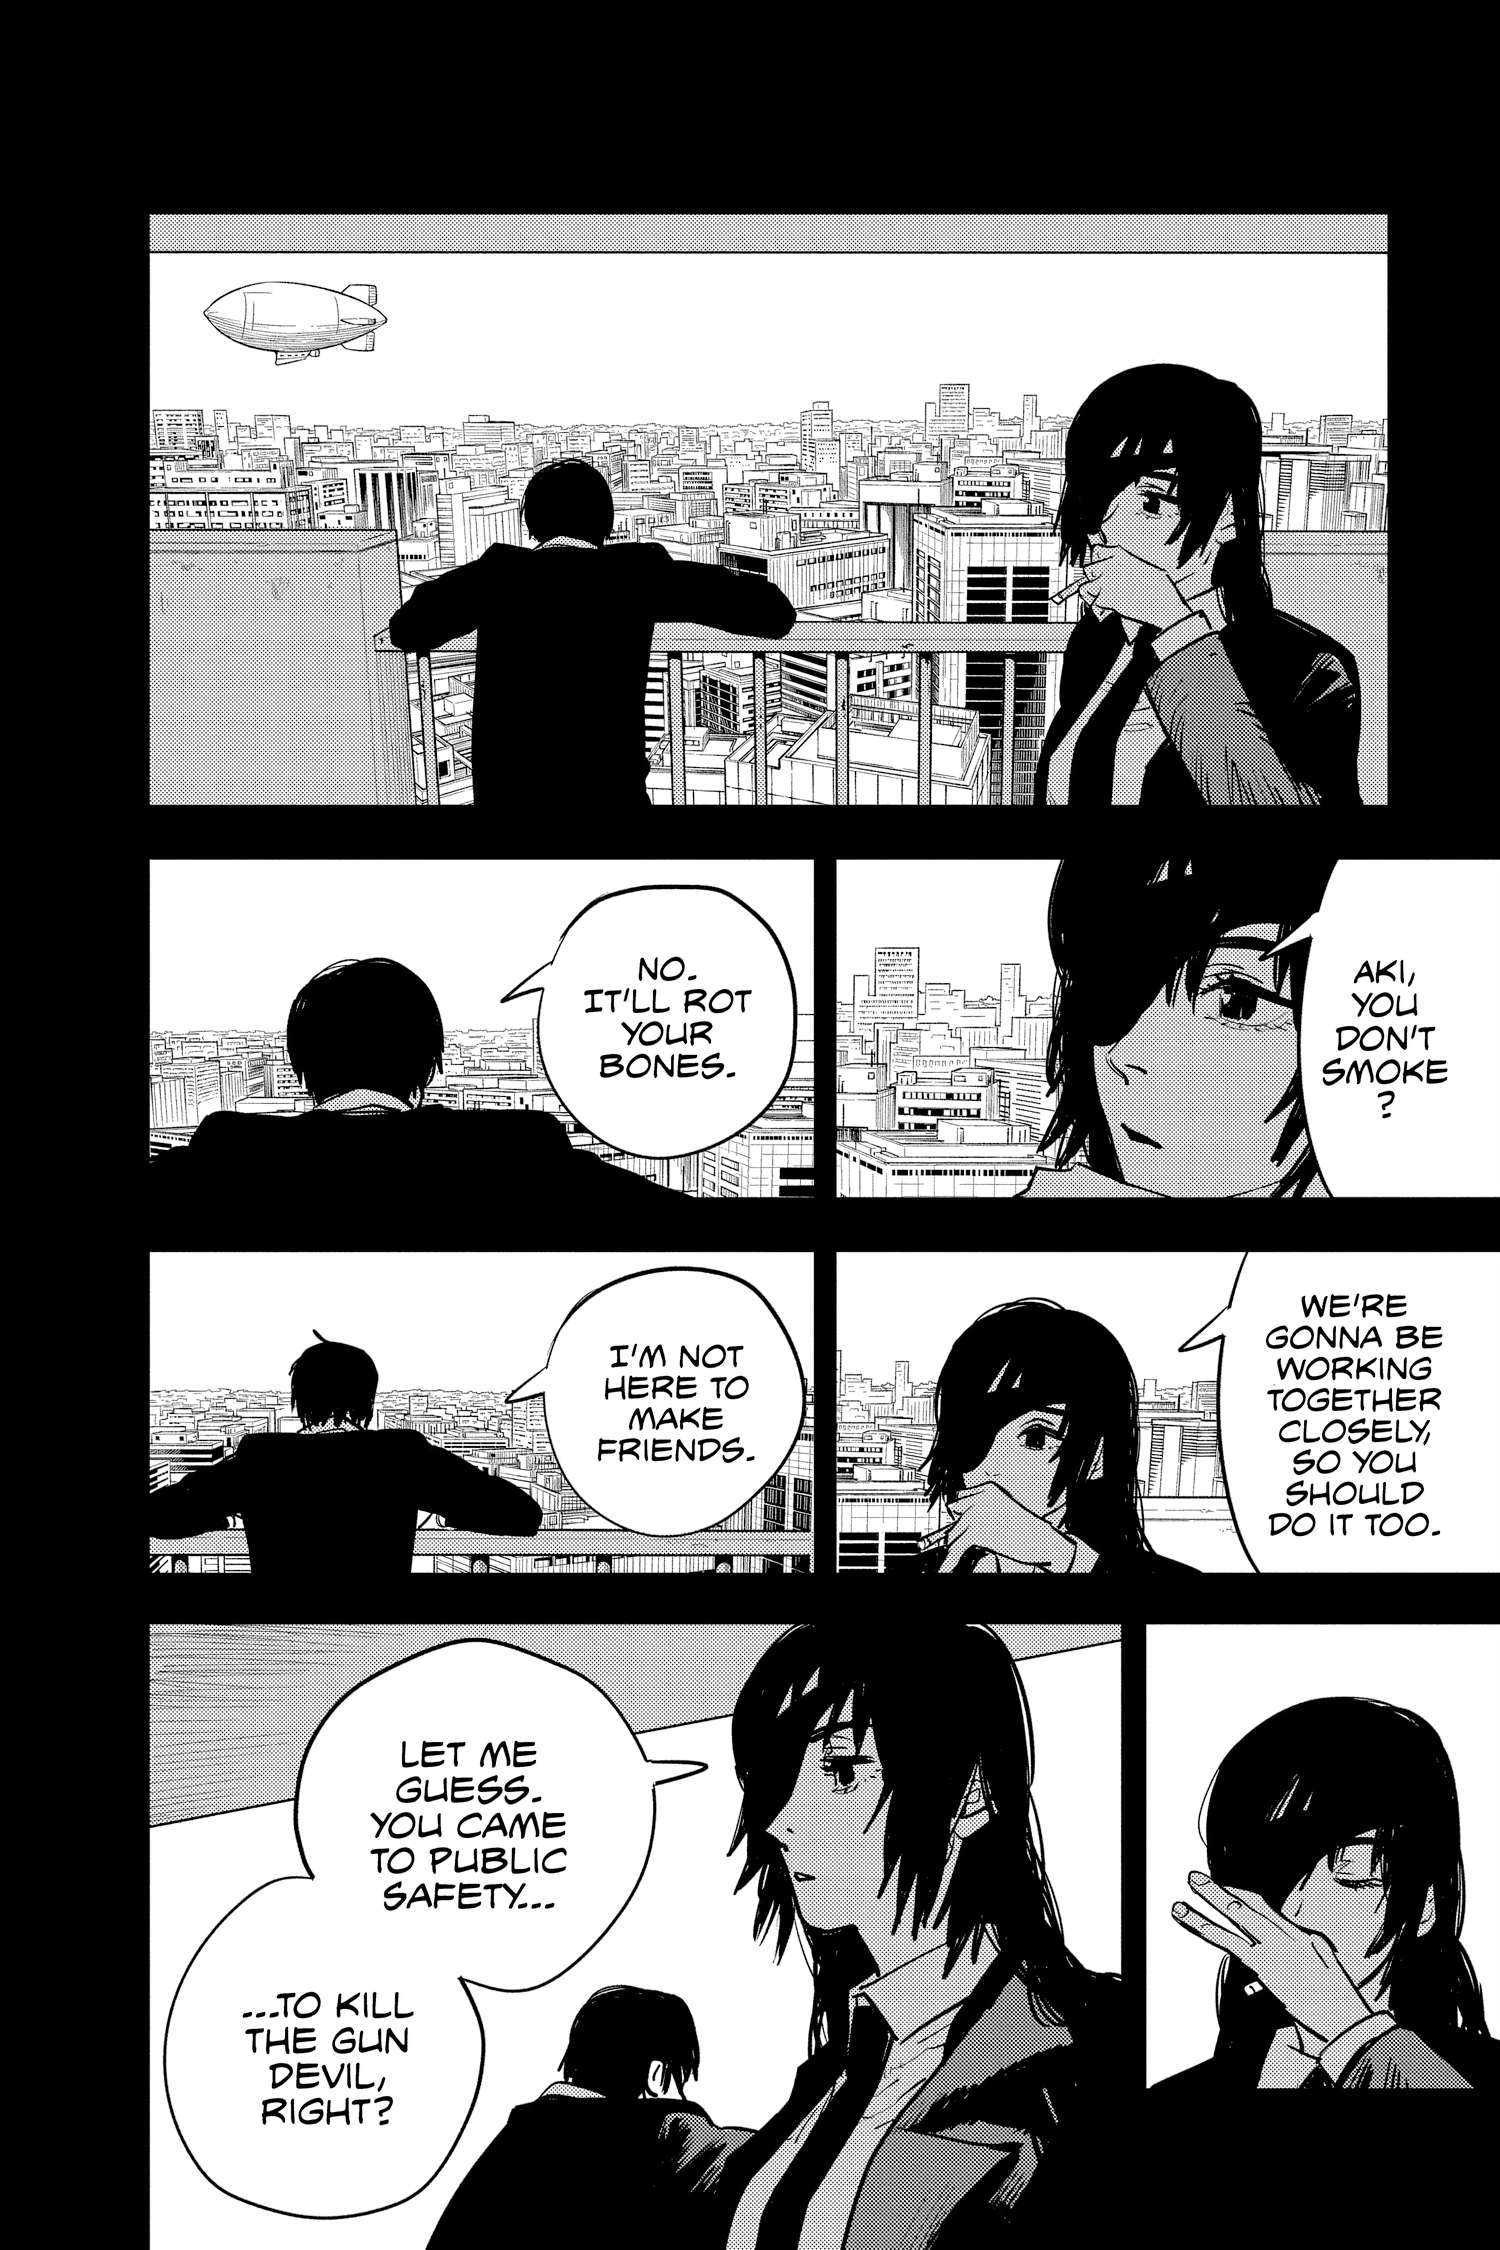 AKI,
YOU
DON'T
SMOKE
?
NO.
IT'LL ROT
YOUR
BONES.
WE'RE
GONNA BE
WORKING
TOGETHER
CLOSELY,
SO YOU
SHOULD
DO IT TOO.
I'M NOT
HERE TO
MAKE
FRIENDS.
LET ME
GUESS.
YOU CAME
TO PUBLIC
SAFETY...
...TO KILL
THE GUN
DEVIL,
RIGHT?